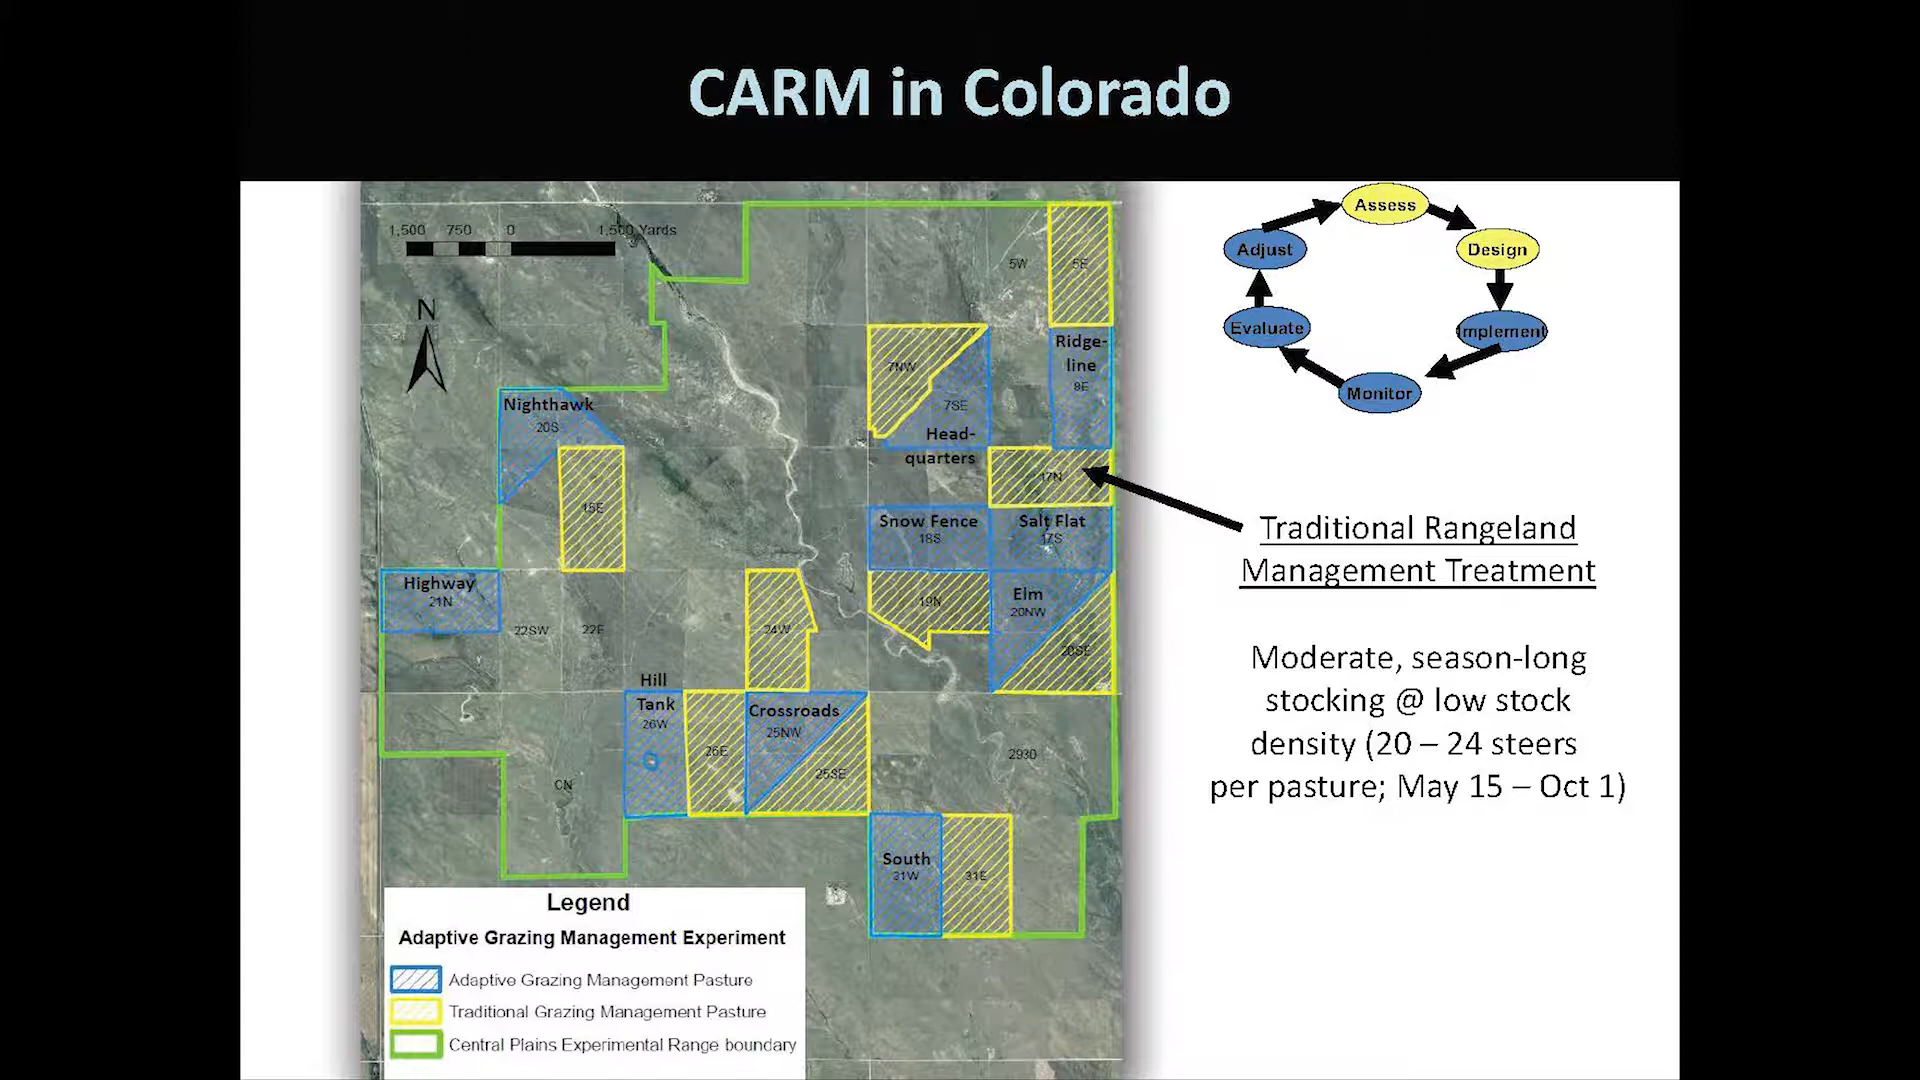 CARM in Colorado
1,500 750 0 1,500 Yards
N
5W
5E
7NW
7SE
Head-
quarters
Ridge-
line
8E
Nighthawk
20S
15E
17N
Snow Fence
18S
Salt Flat
17S
Highway
21N
22SW
22E
24W
19N
Elm
20NW
20SE
Hill
Tank
26W
26E
Crossroads
25NW
25SE
2930
CN
South
31W
31E
Legend
Adaptive Grazing Management Experiment
Adaptive Grazing Management Pasture
Traditional Grazing Management Pasture
Central Plains Experimental Range boundary
Assess
Design
Implement
Monitor
Evaluate
Adjust
Traditional Rangeland
Management Treatment
Moderate, season-long
stocking @ low stock
density (20 – 24 steers
per pasture; May 15 – Oct 1)